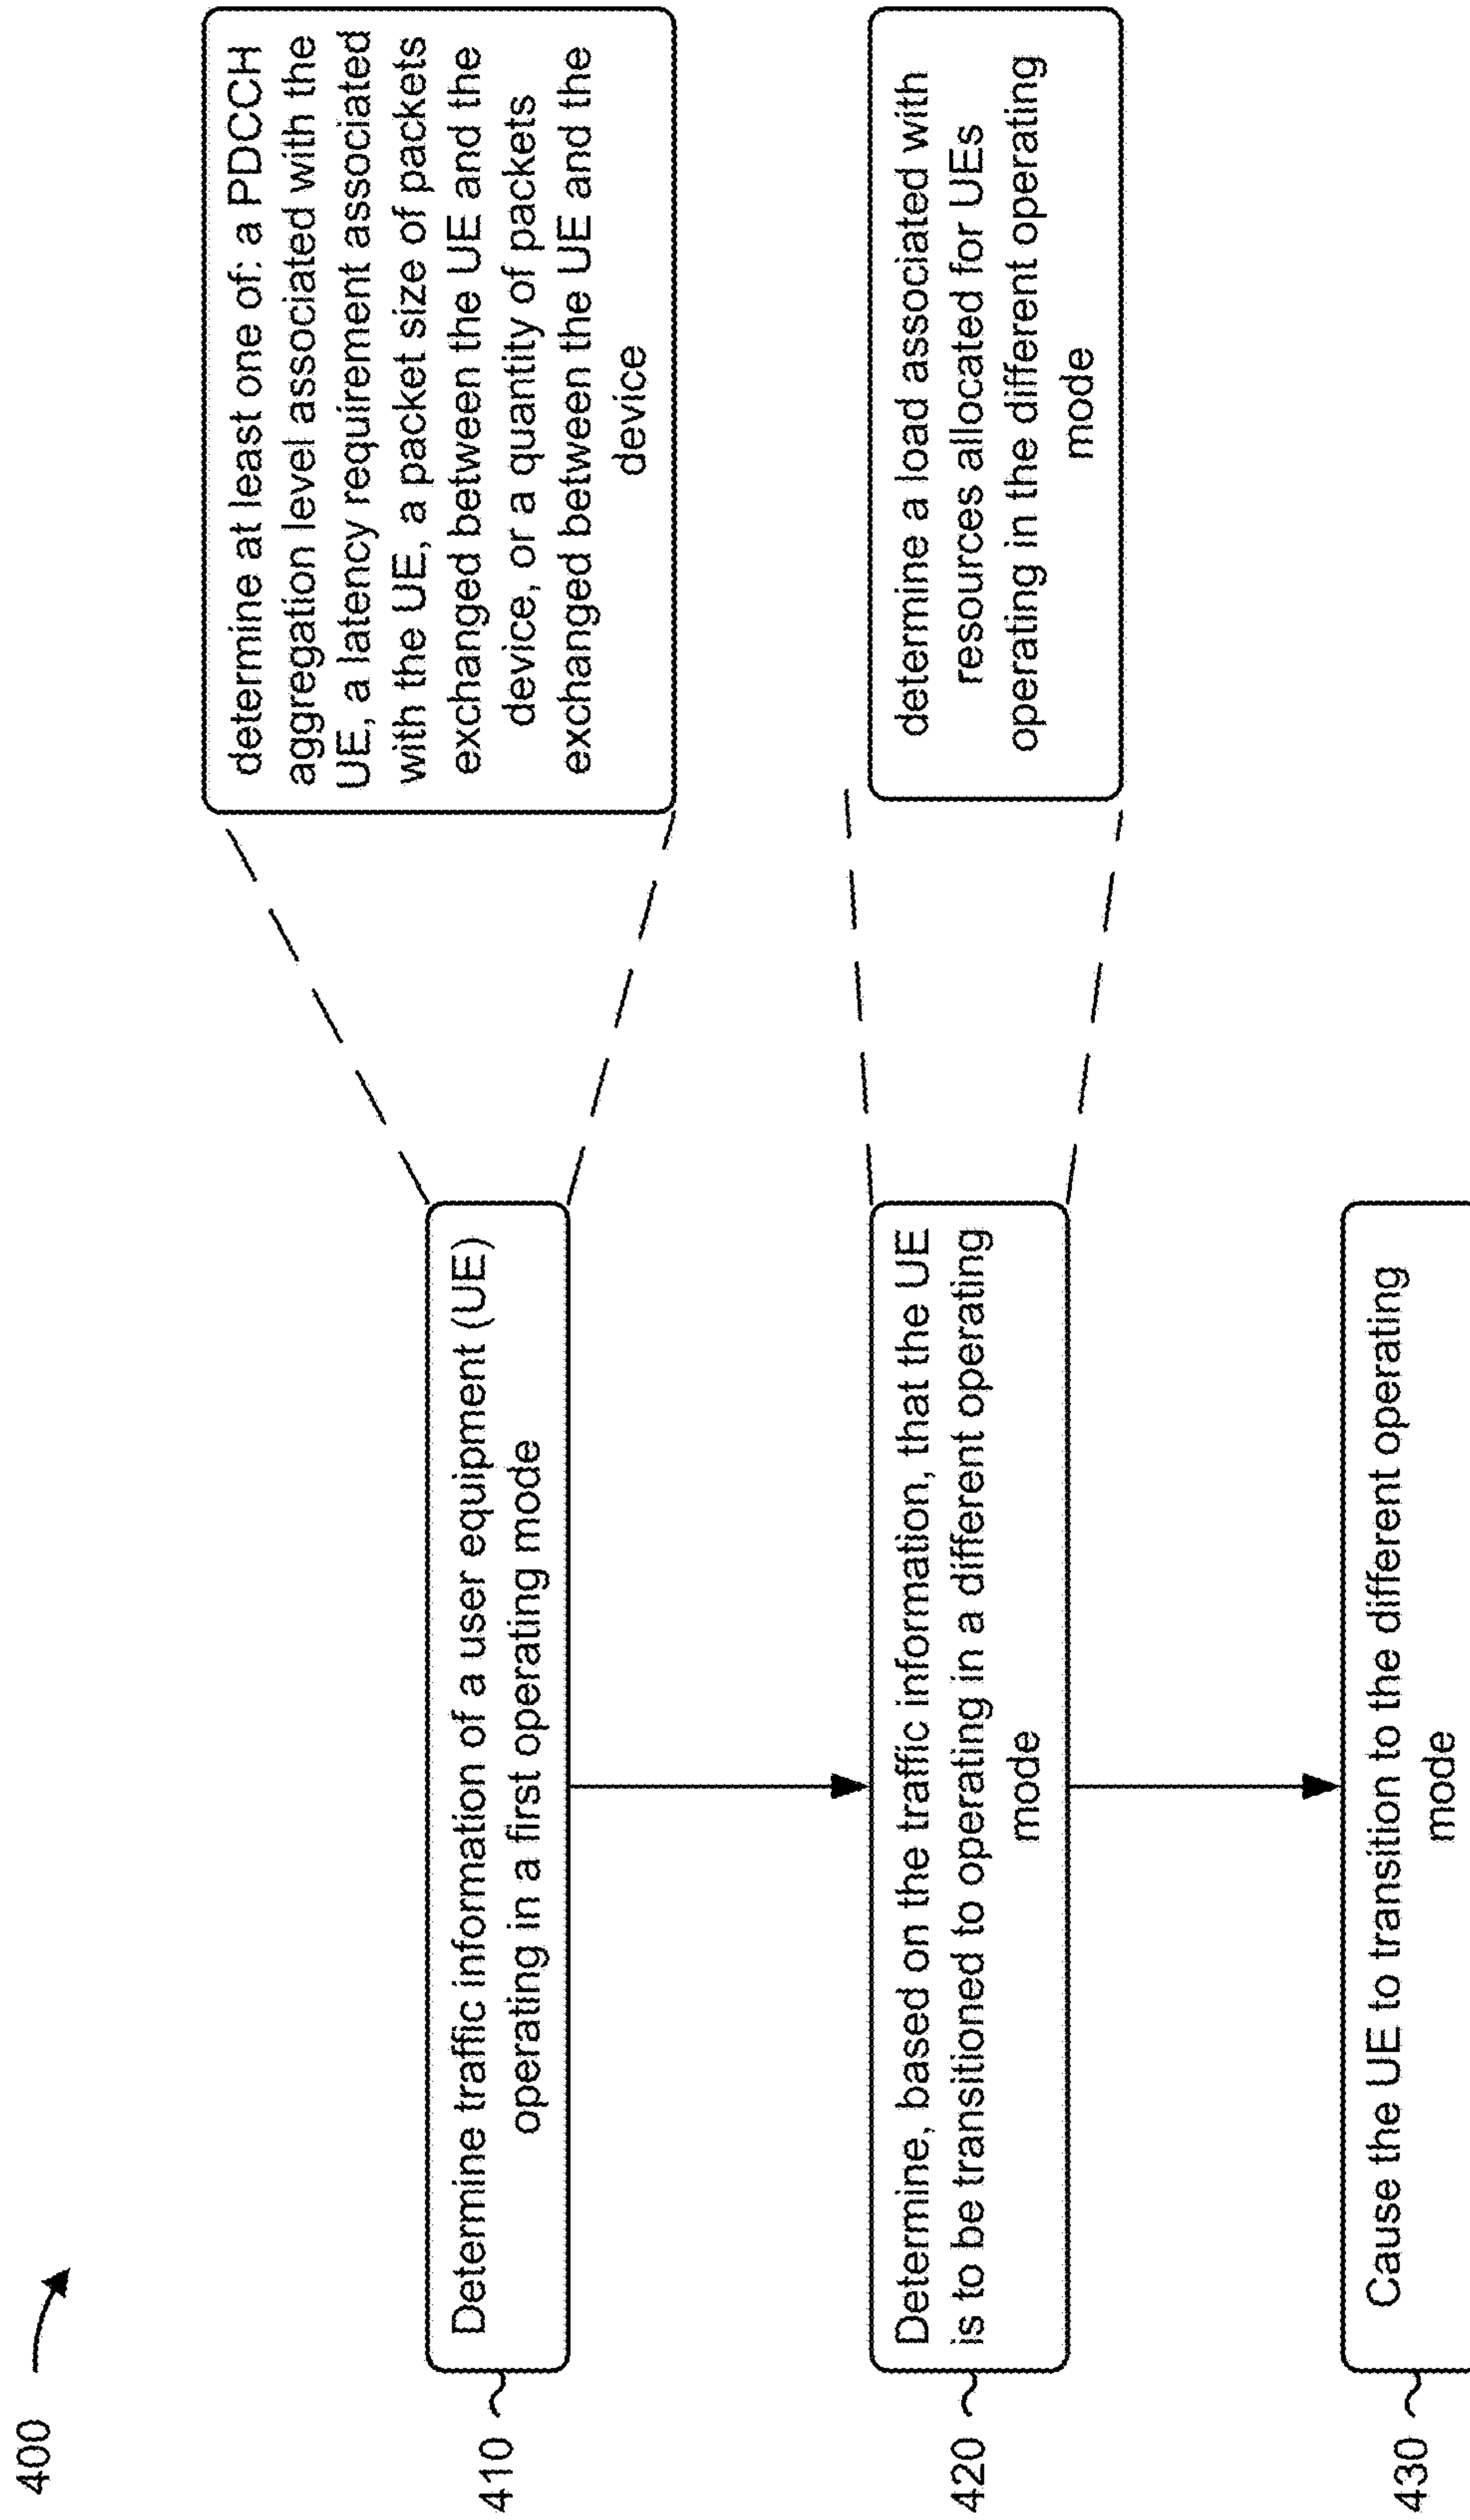 400
410
Determine traffic information of a user equipment (UE)
operating in a first operating mode
determine at least one of: a PDCCH
aggregation level associated with the
UE, a latency requirement associated
with the UE, a packet size of packets
exchanged between the UE and the
device, or a quantity of packets
exchanged between the UE and the
device
420
Determine, based on the traffic information, that the UE
is to be transitioned to operating in a different operating
mode
determine a load associated with
resources allocated for UEs
operating in the different operating
mode
430
Cause the UE to transition to the different operating
mode